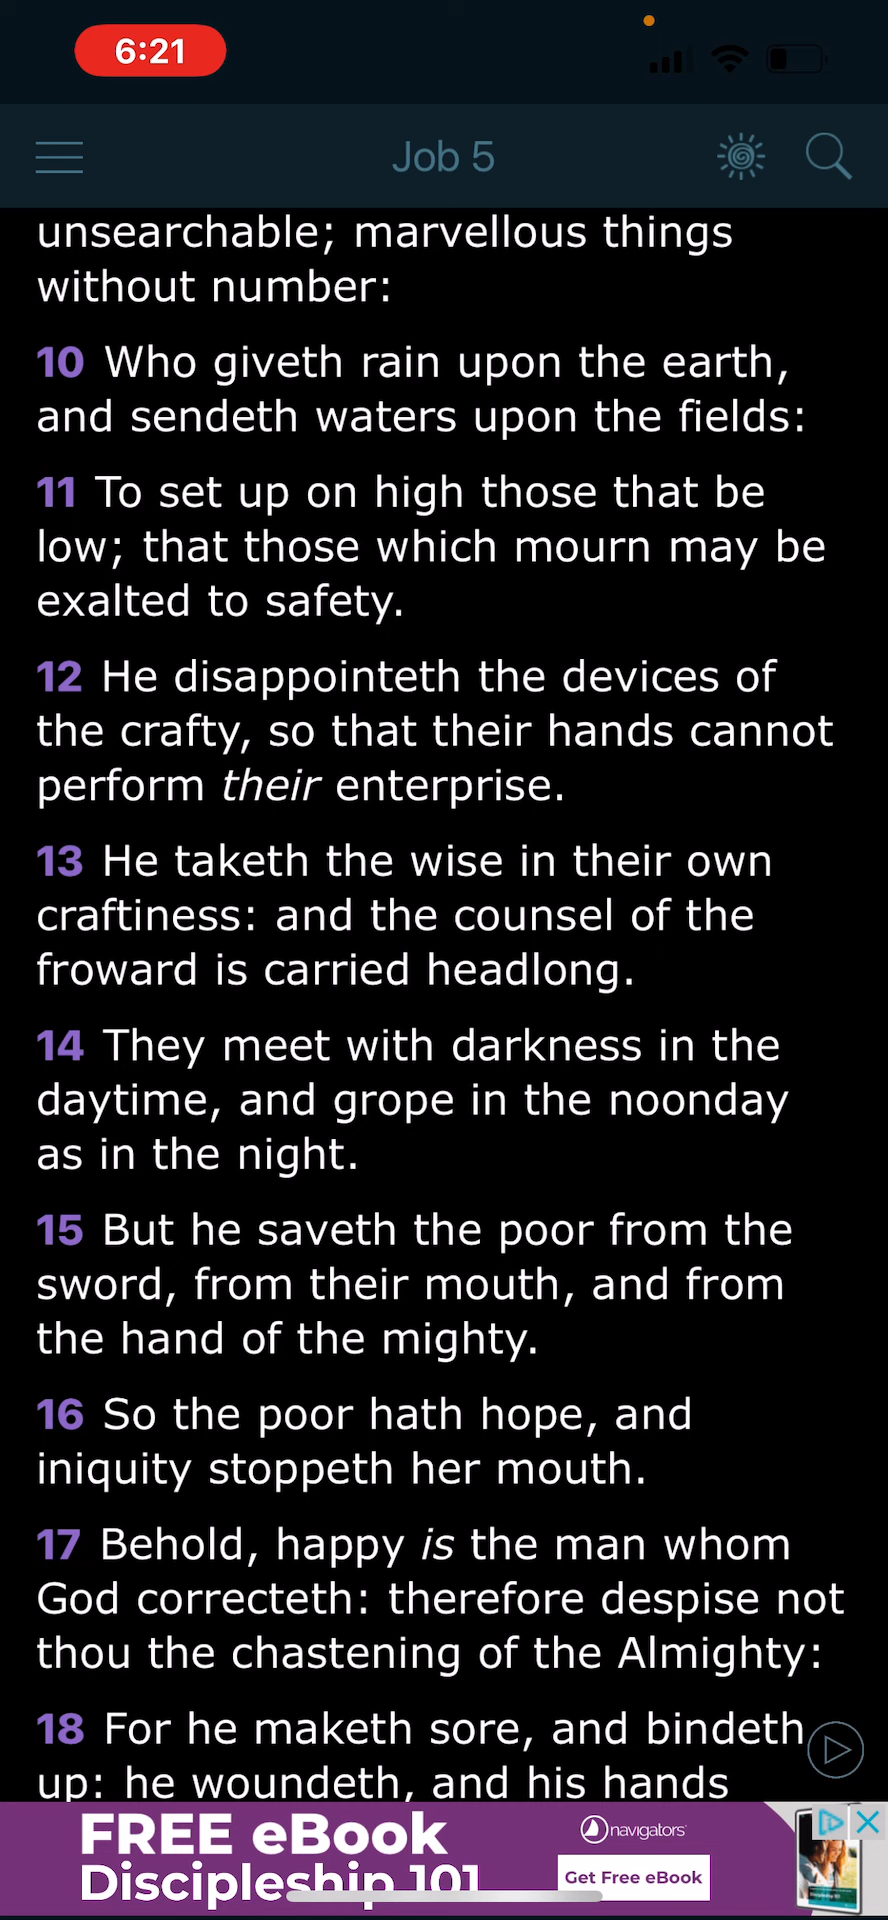 6:21
Job 5
unsearchable; marvellous things
without number:
10 Who giveth rain upon the earth,
and sendeth waters upon the fields:
11 To set up on high those that be
low; that those which mourn may be
exalted to safety.
12 He disappointeth the devices of
the crafty, so that their hands cannot
perform their enterprise.
13 He taketh the wise in their own
craftiness: and the counsel of the
froward is carried headlong.
14 They meet with darkness in the
daytime, and grope in the noonday
as in the night.
15 But he saveth the poor from the
sword, from their mouth, and from
the hand of the mighty.
16 So the poor hath hope, and
iniquity stoppeth her mouth.
17 Behold, happy is the man whom
God correcteth: therefore despise not
thou the chastening of the Almighty:
18 For he maketh sore, and bindeth
up: he woundeth, and his hands
FREE eBook
Discipleship 101
navigators
Get Free eBook